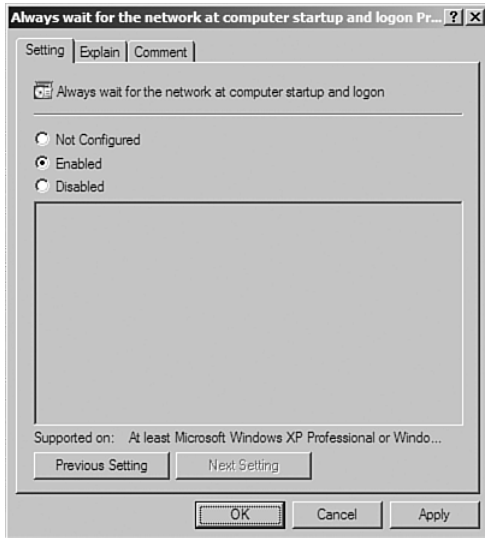 Always wait for the network at computer startup and logon Pr... ? X
Setting Explain Comment
Always wait for the network at computer startup and logon
Not Configured
Enabled
Disabled
Supported on: At least Microsoft Windows XP Professional or Windo...
Previous Setting Next Setting
OK Cancel Apply